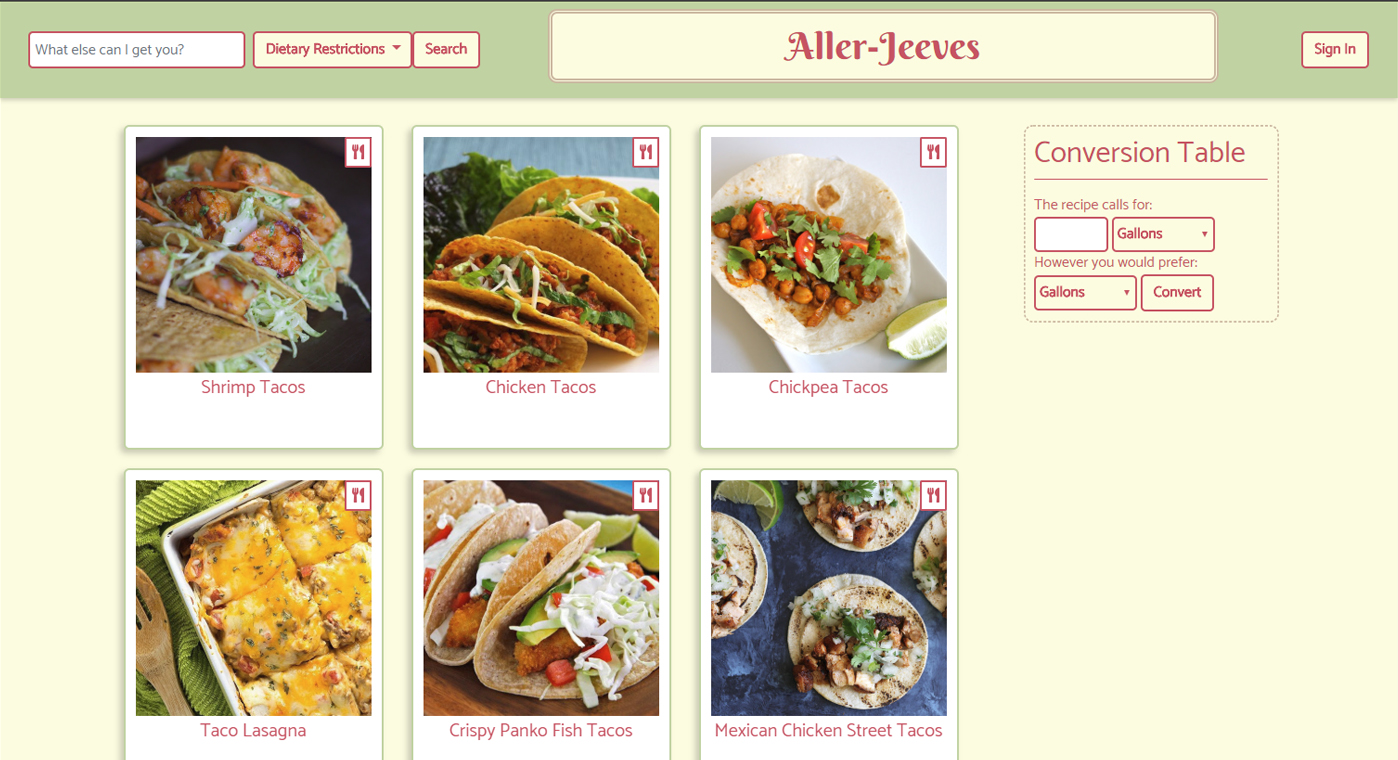 What else can I get you?
Dietary Restrictions
Search
Aller-Jeeves
Sign In
Shrimp Tacos
Chicken Tacos
Chickpea Tacos
Conversion Table
The recipe calls for:
Gallons
However you would prefer:
Gallons
Convert
Taco Lasagna
Crispy Panko Fish Tacos
Mexican Chicken Street Tacos